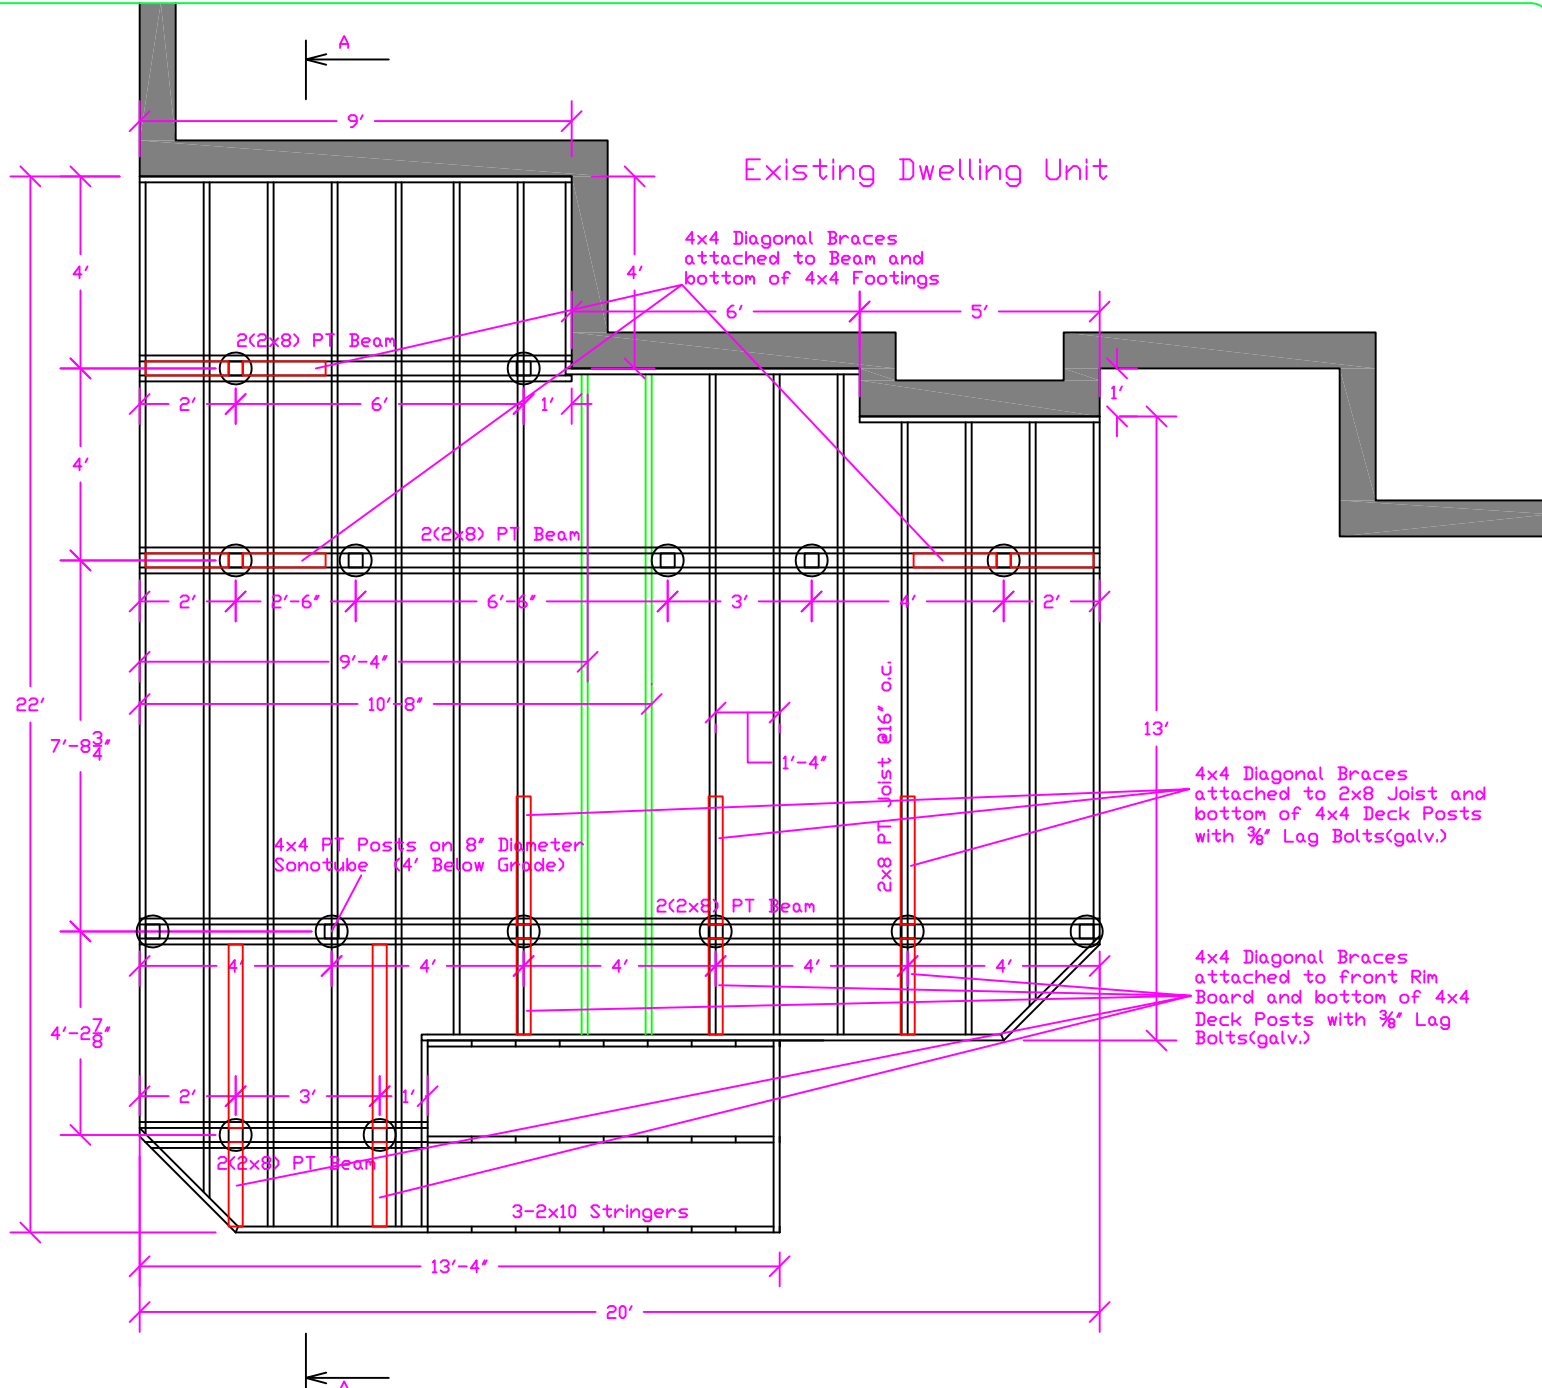 A
9'
Existing Dwelling Unit
4x4 Diagonal Braces
attached to Beam and
bottom of 4x4 Footings
4'
4'
6'
5'
2(2x8) PT Beam
1'
2'
6'
1'
4'
2(2x8) PT Beam
2'
2'-6"
6'-6"
3'
4'
2'
9'-4"
10'-8"
22'
7'-8 3/4"
13'
1'-4"
2x8 PT Joist @16" o.c.
4x4 Diagonal Braces
attached to 2x8 Joist and
bottom of 4x4 Deck Posts
with ⅜" Lag Bolts(galv.)
4x4 PT Posts on 8" Diameter
Sonotube (4' Below Grade)
2(2x8) PT Beam
4'
4'
4'
4'
4'
4x4 Diagonal Braces
attached to front Rim
Board and bottom of 4x4
Deck Posts with ⅜" Lag
Bolts(galv.)
4'-2 7/8"
2'
3'
1'
2(2x8) PT Beam
3-2x10 Stringers
13'-4"
20'
A